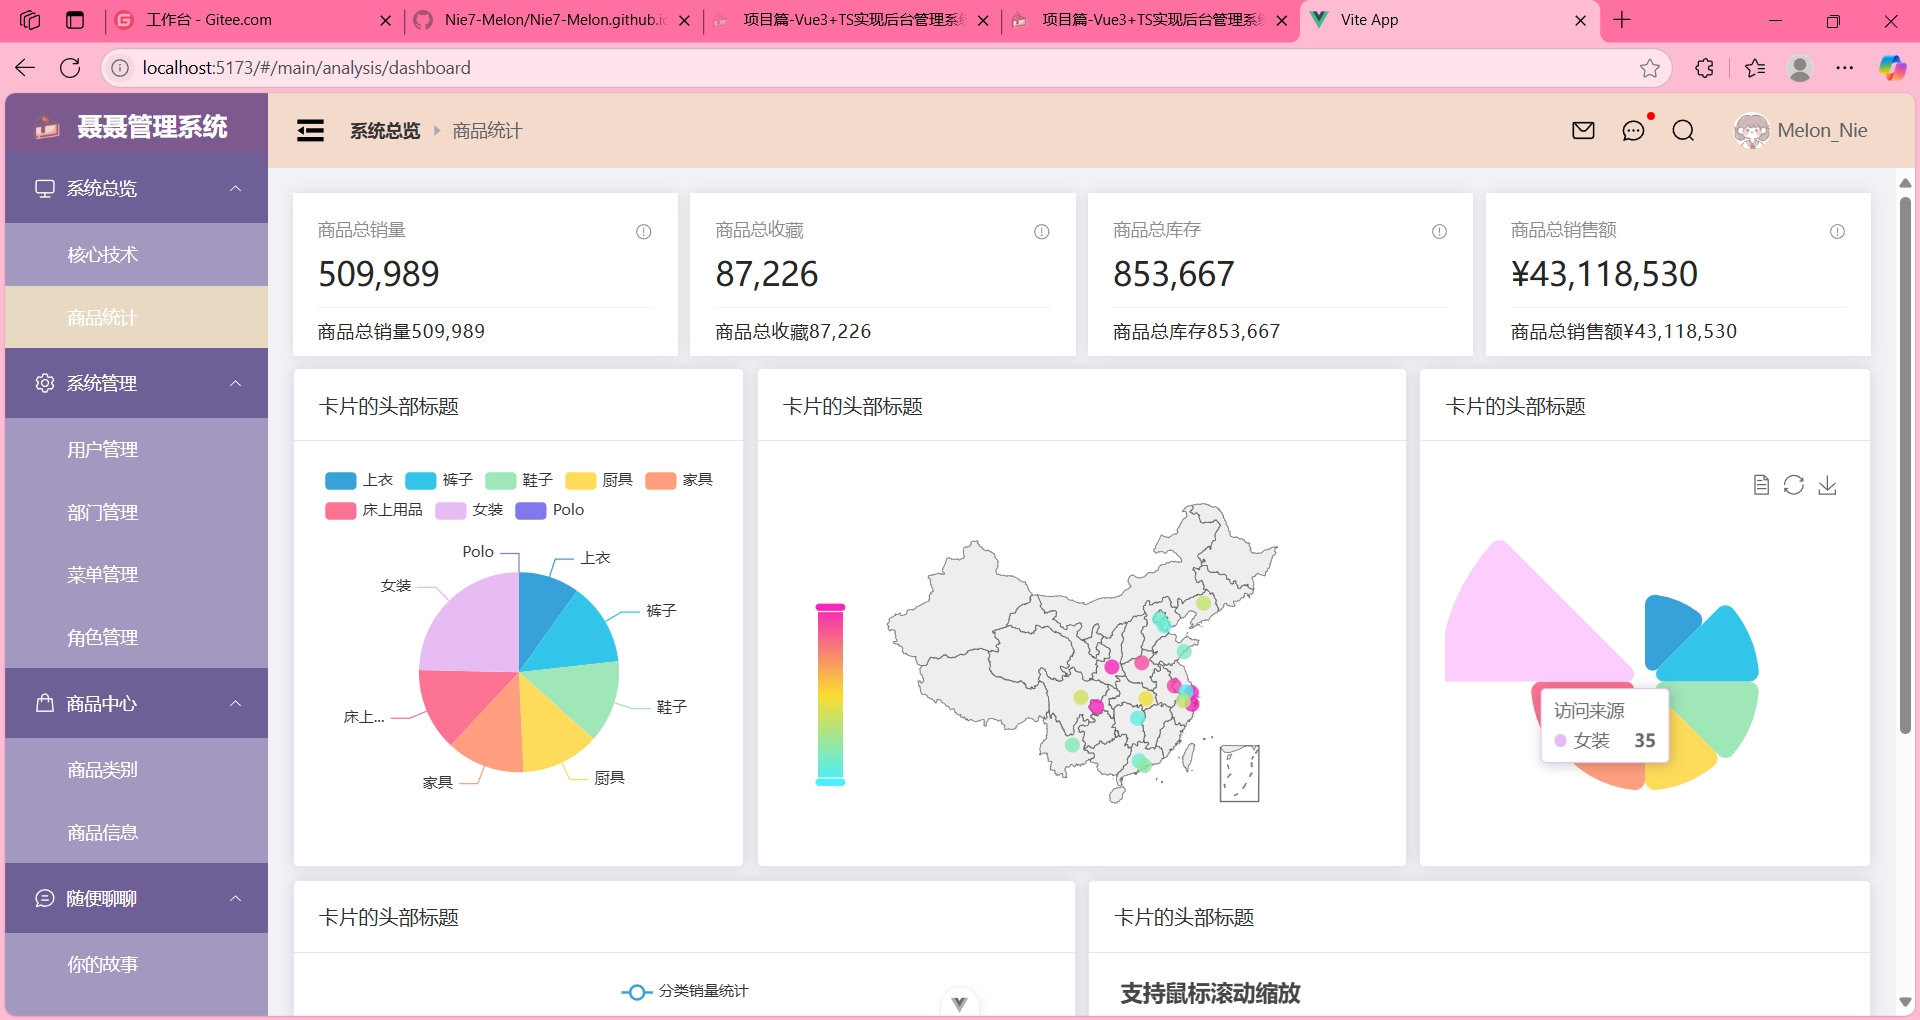 工作台 - Gitee.com
Nie7-Melon/Nie7-Melon.github.io
项目篇-Vue3+TS实现后台管理系统
项目篇-Vue3+TS实现后台管理系统
Vite App
localhost:5173/#/main/analysis/dashboard
聂聂管理系统
系统总览 商品统计
Melon_Nie
系统总览
核心技术
商品统计
系统管理
用户管理
部门管理
菜单管理
角色管理
商品中心
商品类别
商品信息
随便聊聊
你的故事
商品总销量
509,989
商品总销量509,989
商品总收藏
87,226
商品总收藏87,226
商品总库存
853,667
商品总库存853,667
商品总销售额
¥43,118,530
商品总销售额¥43,118,530
卡片的头部标题
上衣 裤子 鞋子 厨具 家具
床上用品 女装 Polo
Polo
上衣
女装
裤子
床上...
鞋子
家具
厨具
卡片的头部标题
卡片的头部标题
访问来源
女装 35
卡片的头部标题
分类销量统计
卡片的头部标题
支持鼠标滚动缩放